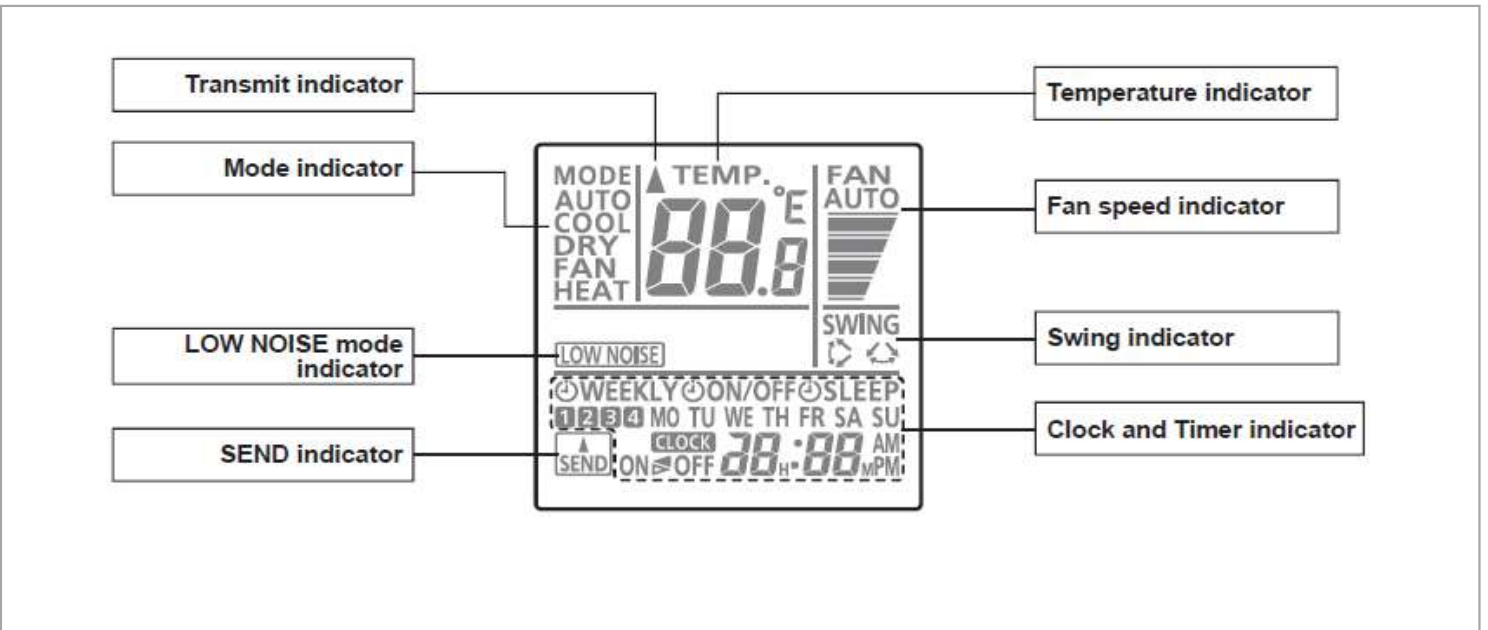 Transmit indicator
Mode indicator
LOW NOISE mode
indicator
SEND indicator
MODE
AUTO
COOL
DRY
FAN
HEAT
TEMP.
88.8
°E
FAN
AUTO
SWING
LOW NOISE
WEEKLY ON/OFF SLEEP
1 2 3 4 MO TU WE TH FR SA SU
SEND
CLOCK
ON OFF 28H:88M
AM
PM
Temperature indicator
Fan speed indicator
Swing indicator
Clock and Timer indicator